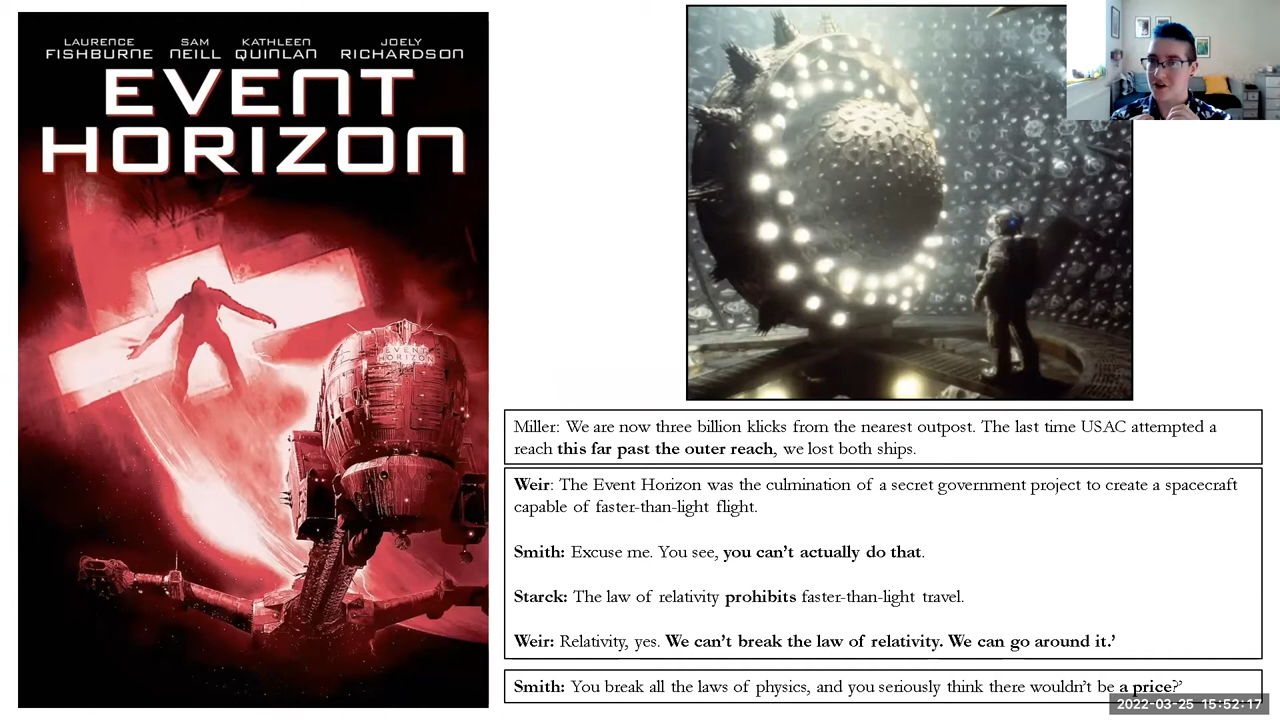 LAURENCE SAM KATHLEEN JOELY
FISHBURNE NEILL QUINLAN RICHARDSON
EVENT
HORIZON
EVENT
HORIZON
Miller: We are now three billion klicks from the nearest outpost. The last time USAC attempted a
reach this far past the outer reach, we lost both ships.
Weir: The Event Horizon was the culmination of a secret government project to create a spacecraft
capable of faster-than-light flight.
Smith: Excuse me. You see, you can’t actually do that.
Starck: The law of relativity prohibits faster-than-light travel.
Weir: Relativity, yes. We can’t break the law of relativity. We can go around it.’
Smith: You break all the laws of physics, and you seriously think there wouldn’t be a price?’
2022-03-25 15:52:17